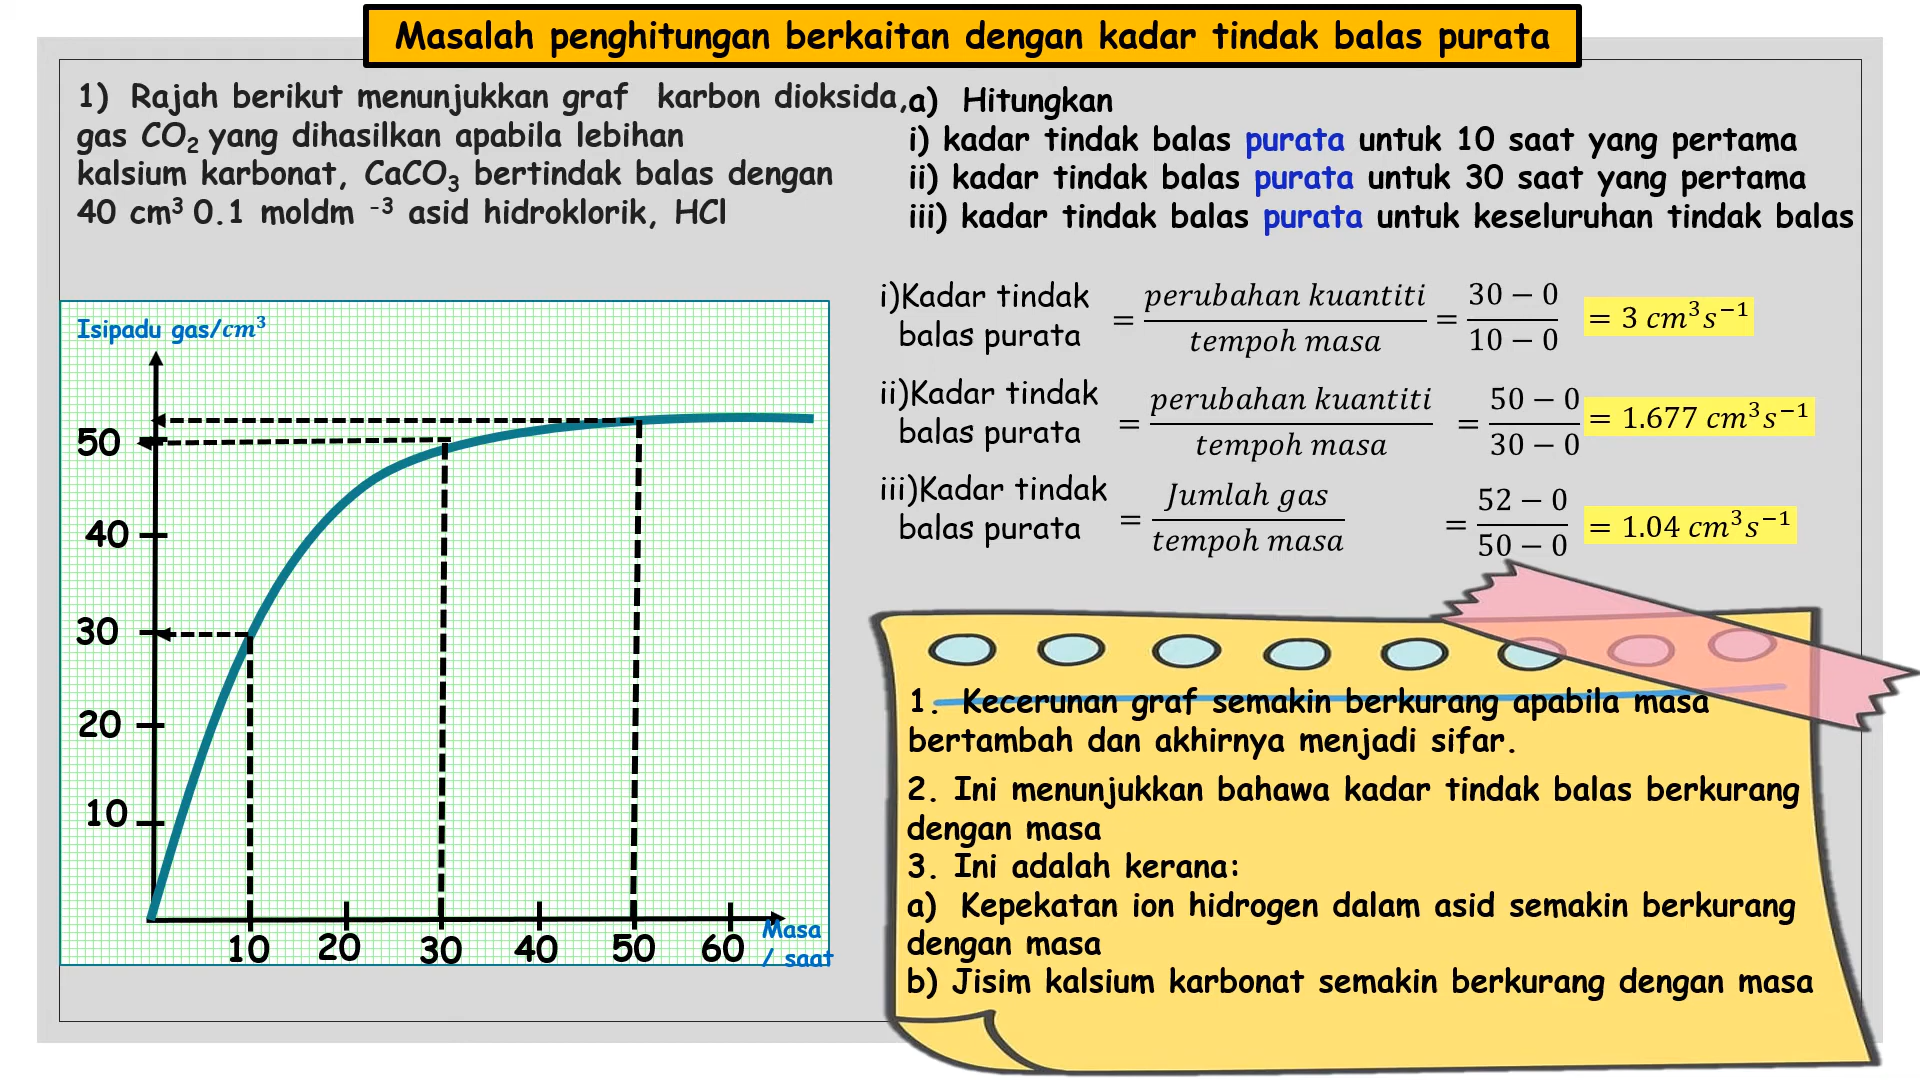 Masalah penghitungan berkaitan dengan kadar tindak balas purata
1) Rajah berikut menunjukkan graf karbon dioksida,
gas CO₂ yang dihasilkan apabila lebihan
kalsium karbonat, CaCO₃ bertindak balas dengan
40 cm³ 0.1 moldm ⁻³ asid hidroklorik, HCl
a) Hitungkan
i) kadar tindak balas purata untuk 10 saat yang pertama
ii) kadar tindak balas purata untuk 30 saat yang pertama
iii) kadar tindak balas purata untuk keseluruhan tindak balas
Isipadu gas/cm³
50
40
30
20
10
10 20 30 40 50 60
Masa
/ saat
i)Kadar tindak
balas purata
= perubahan kuantiti / tempoh masa = 30 − 0 / 10 − 0 = 3 cm³s⁻¹
ii)Kadar tindak
balas purata
= perubahan kuantiti / tempoh masa = 50 − 0 / 30 − 0 = 1.677 cm³s⁻¹
iii)Kadar tindak
balas purata
= Jumlah gas / tempoh masa = 52 − 0 / 50 − 0 = 1.04 cm³s⁻¹
1. Kecerunan graf semakin berkurang apabila masa
bertambah dan akhirnya menjadi sifar.
2. Ini menunjukkan bahawa kadar tindak balas berkurang
dengan masa
3. Ini adalah kerana:
a) Kepekatan ion hidrogen dalam asid semakin berkurang
dengan masa
b) Jisim kalsium karbonat semakin berkurang dengan masa